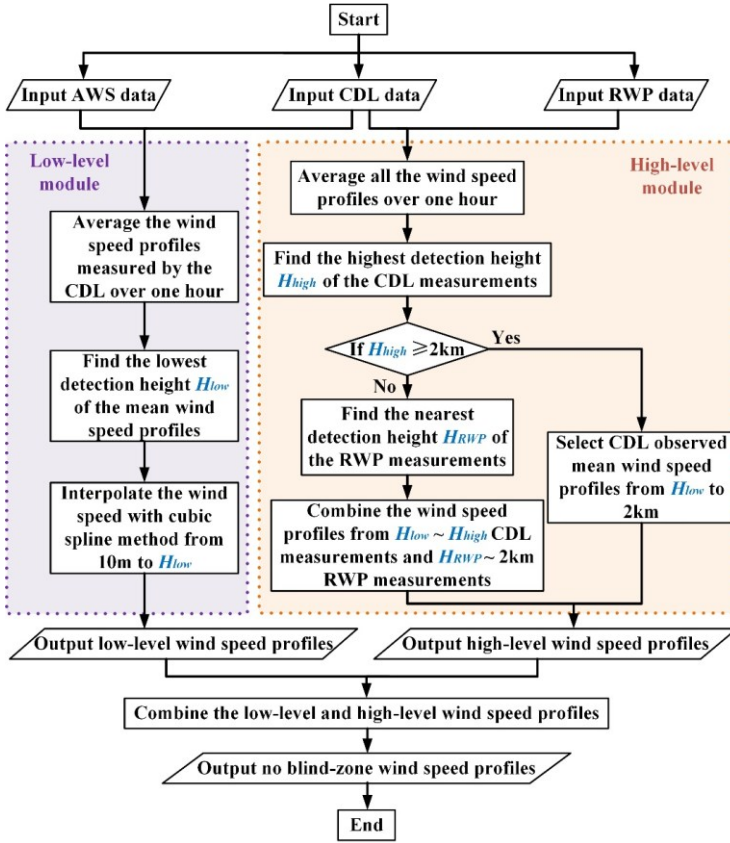 Start
Input AWS data
Input CDL data
Input RWP data
Low-level
module
Average the wind
speed profiles
measured by the
CDL over one hour
Find the lowest
detection height Hlow
of the mean wind
speed profiles
Interpolate the wind
speed with cubic
spline method from
10m to Hlow
High-level
module
Average all the wind speed
profiles over one hour
Find the highest detection height
Hhigh of the CDL measurements
If Hhigh ⩾2km
Yes
No
Find the nearest
detection height HRWP of
the RWP measurements
Combine the wind speed
profiles from Hlow ~ Hhigh CDL
measurements and HRWP ~ 2km
RWP measurements
Select CDL observed
mean wind speed
profiles from Hlow to
2km
Output low-level wind speed profiles
Output high-level wind speed profiles
Combine the low-level and high-level wind speed profiles
Output no blind-zone wind speed profiles
End